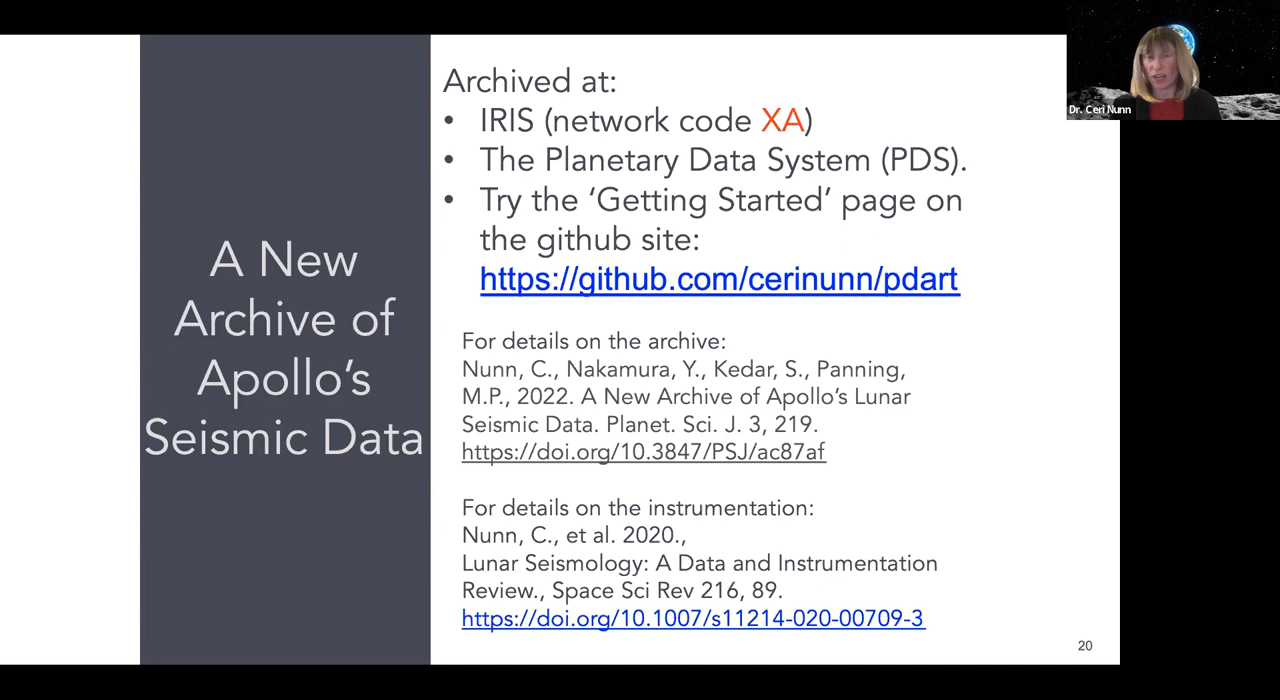 A New
Archive of
Apollo’s
Seismic Data
Archived at:
• IRIS (network code XA)
• The Planetary Data System (PDS).
• Try the ‘Getting Started’ page on
the github site:
https://github.com/cerinunn/pdart
For details on the archive:
Nunn, C., Nakamura, Y., Kedar, S., Panning,
M.P., 2022. A New Archive of Apollo’s Lunar
Seismic Data. Planet. Sci. J. 3, 219.
https://doi.org/10.3847/PSJ/ac87af
For details on the instrumentation:
Nunn, C., et al. 2020.,
Lunar Seismology: A Data and Instrumentation
Review., Space Sci Rev 216, 89.
https://doi.org/10.1007/s11214-020-00709-3
20
Dr. Ceri Nunn